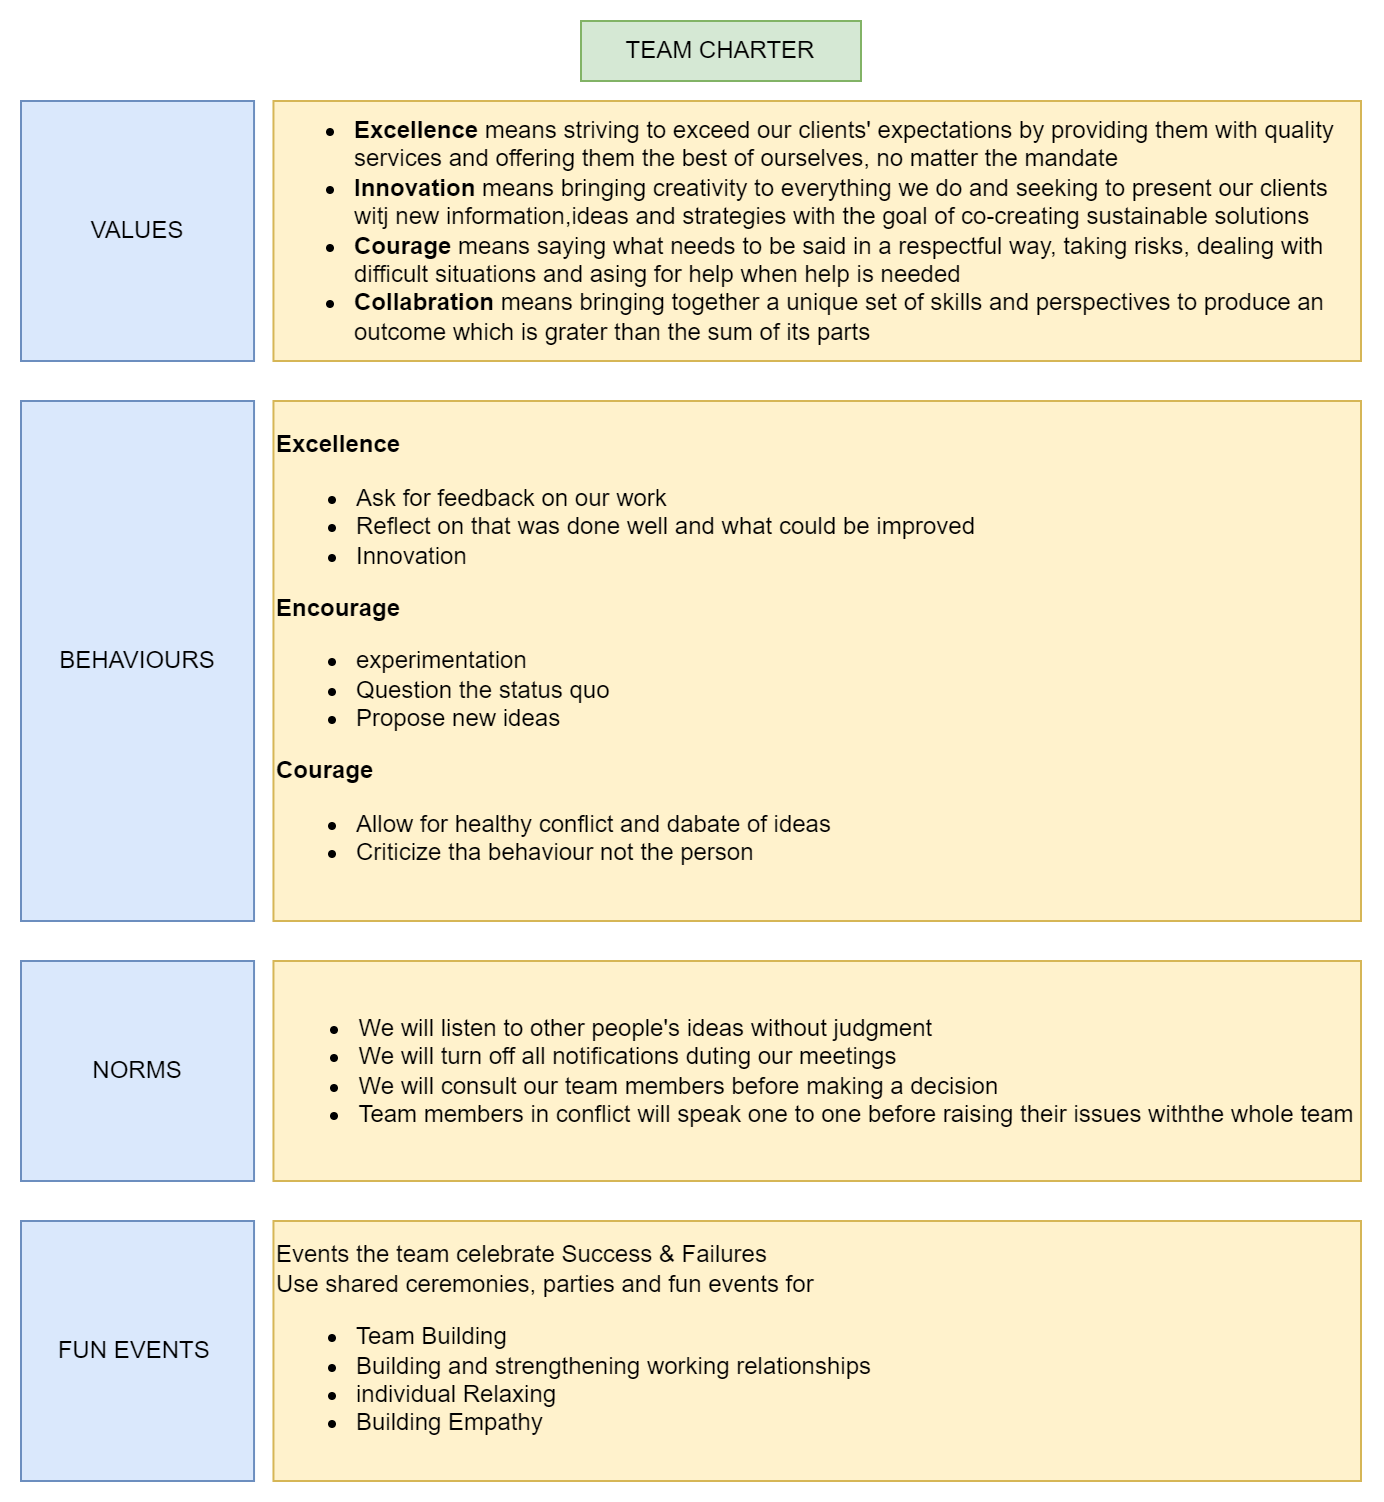 TEAM CHARTER
VALUES
Excellence means striving to exceed our clients' expectations by providing them with quality
services and offering them the best of ourselves, no matter the mandate
Innovation means bringing creativity to everything we do and seeking to present our clients
witj new information,ideas and strategies with the goal of co-creating sustainable solutions
Courage means saying what needs to be said in a respectful way, taking risks, dealing with
difficult situations and asing for help when help is needed
Collabration means bringing together a unique set of skills and perspectives to produce an
outcome which is grater than the sum of its parts
BEHAVIOURS
Excellence
Ask for feedback on our work
Reflect on that was done well and what could be improved
Innovation
Encourage
experimentation
Question the status quo
Propose new ideas
Courage
Allow for healthy conflict and dabate of ideas
Criticize tha behaviour not the person
NORMS
We will listen to other people's ideas without judgment
We will turn off all notifications duting our meetings
We will consult our team members before making a decision
Team members in conflict will speak one to one before raising their issues withthe whole team
FUN EVENTS
Events the team celebrate Success & Failures
Use shared ceremonies, parties and fun events for
Team Building
Building and strengthening working relationships
individual Relaxing
Building Empathy